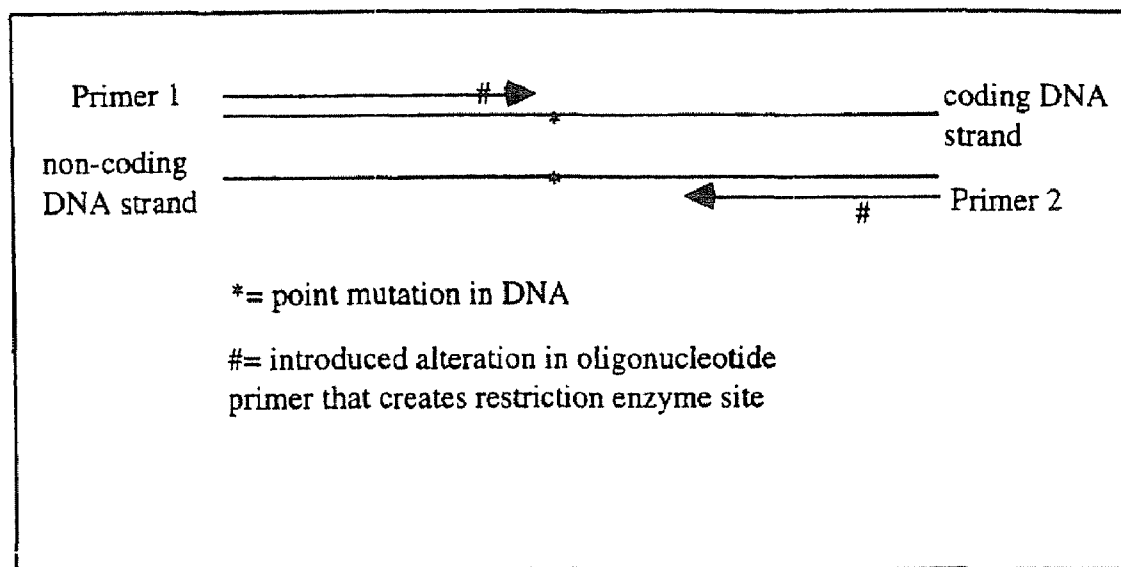 Primer 1
#
coding DNA
strand
*
non-coding
DNA strand
*
Primer 2
#
*= point mutation in DNA
#= introduced alteration in oligonucleotide
primer that creates restriction enzyme site